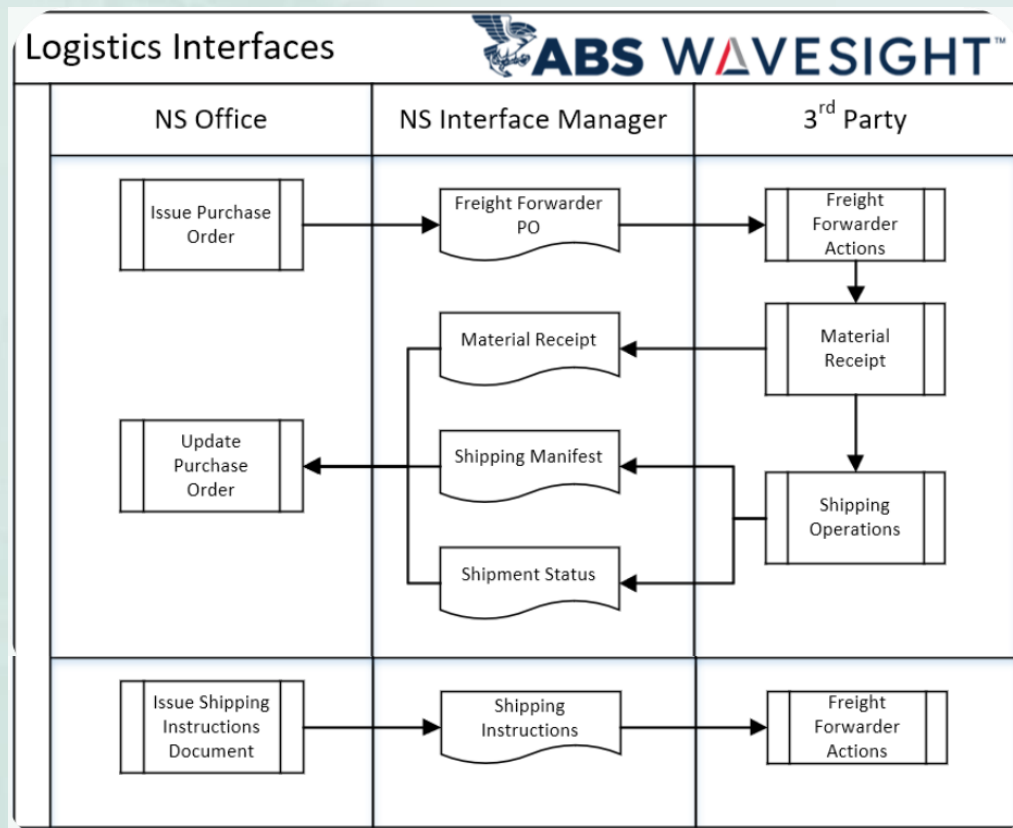 Logistics Interfaces
ABS WAVESIGHT™
NS Office
NS Interface Manager
3rd Party
Issue Purchase
Order
Freight Forwarder
PO
Freight
Forwarder
Actions
Material Receipt
Material
Receipt
Update
Purchase
Order
Shipping Manifest
Shipping
Operations
Shipment Status
Issue Shipping
Instructions
Document
Shipping
Instructions
Freight
Forwarder
Actions